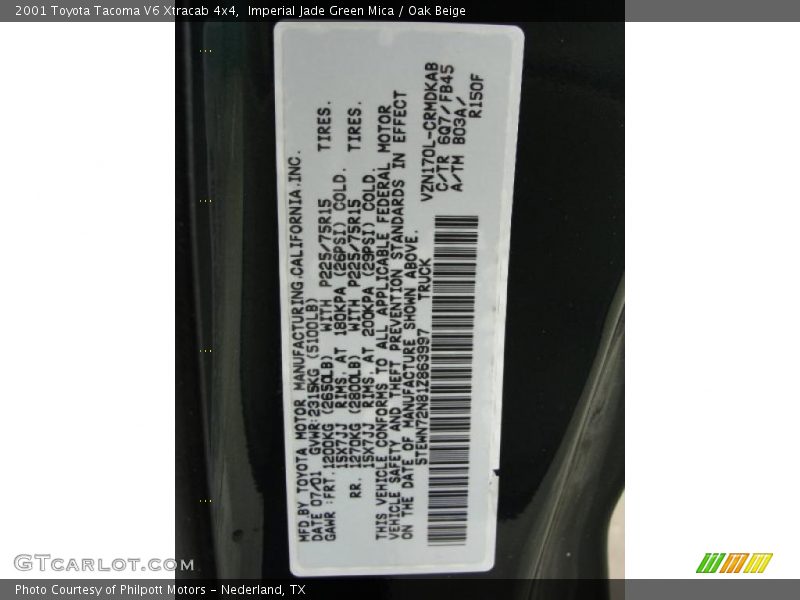 2001 Toyota Tacoma V6 Xtracab 4x4,  Imperial Jade Green Mica / Oak Beige
MFD.BY TOYOTA MOTOR MANUFACTURING.CALIFORNIA.INC.
DATE 07/01 GVWR:2315KG (5100LB)
GAWR :FRT.1200KG (2650LB) WITH P225/75R15 TIRES.
15X7JJ RIMS, AT 180KPA (26PSI) COLD.
RR. 1270KG (2800LB) WITH P225/75R15 TIRES.
15X7JJ RIMS, AT 200KPA (29PSI) COLD.
THIS VEHICLE CONFORMS TO ALL APPLICABLE FEDERAL MOTOR
VEHICLE SAFETY AND THEFT PREVENTION STANDARDS IN EFFECT
ON THE DATE OF MANUFACTURE SHOWN ABOVE.
5TEWN72N81Z863997 TRUCK
VZN170L-CRMDKAB
C/TR 6Q7/FB45
A/TM B03A/
R150F
GTCarlot.com
Photo Courtesy of Philpott Motors - Nederland, TX